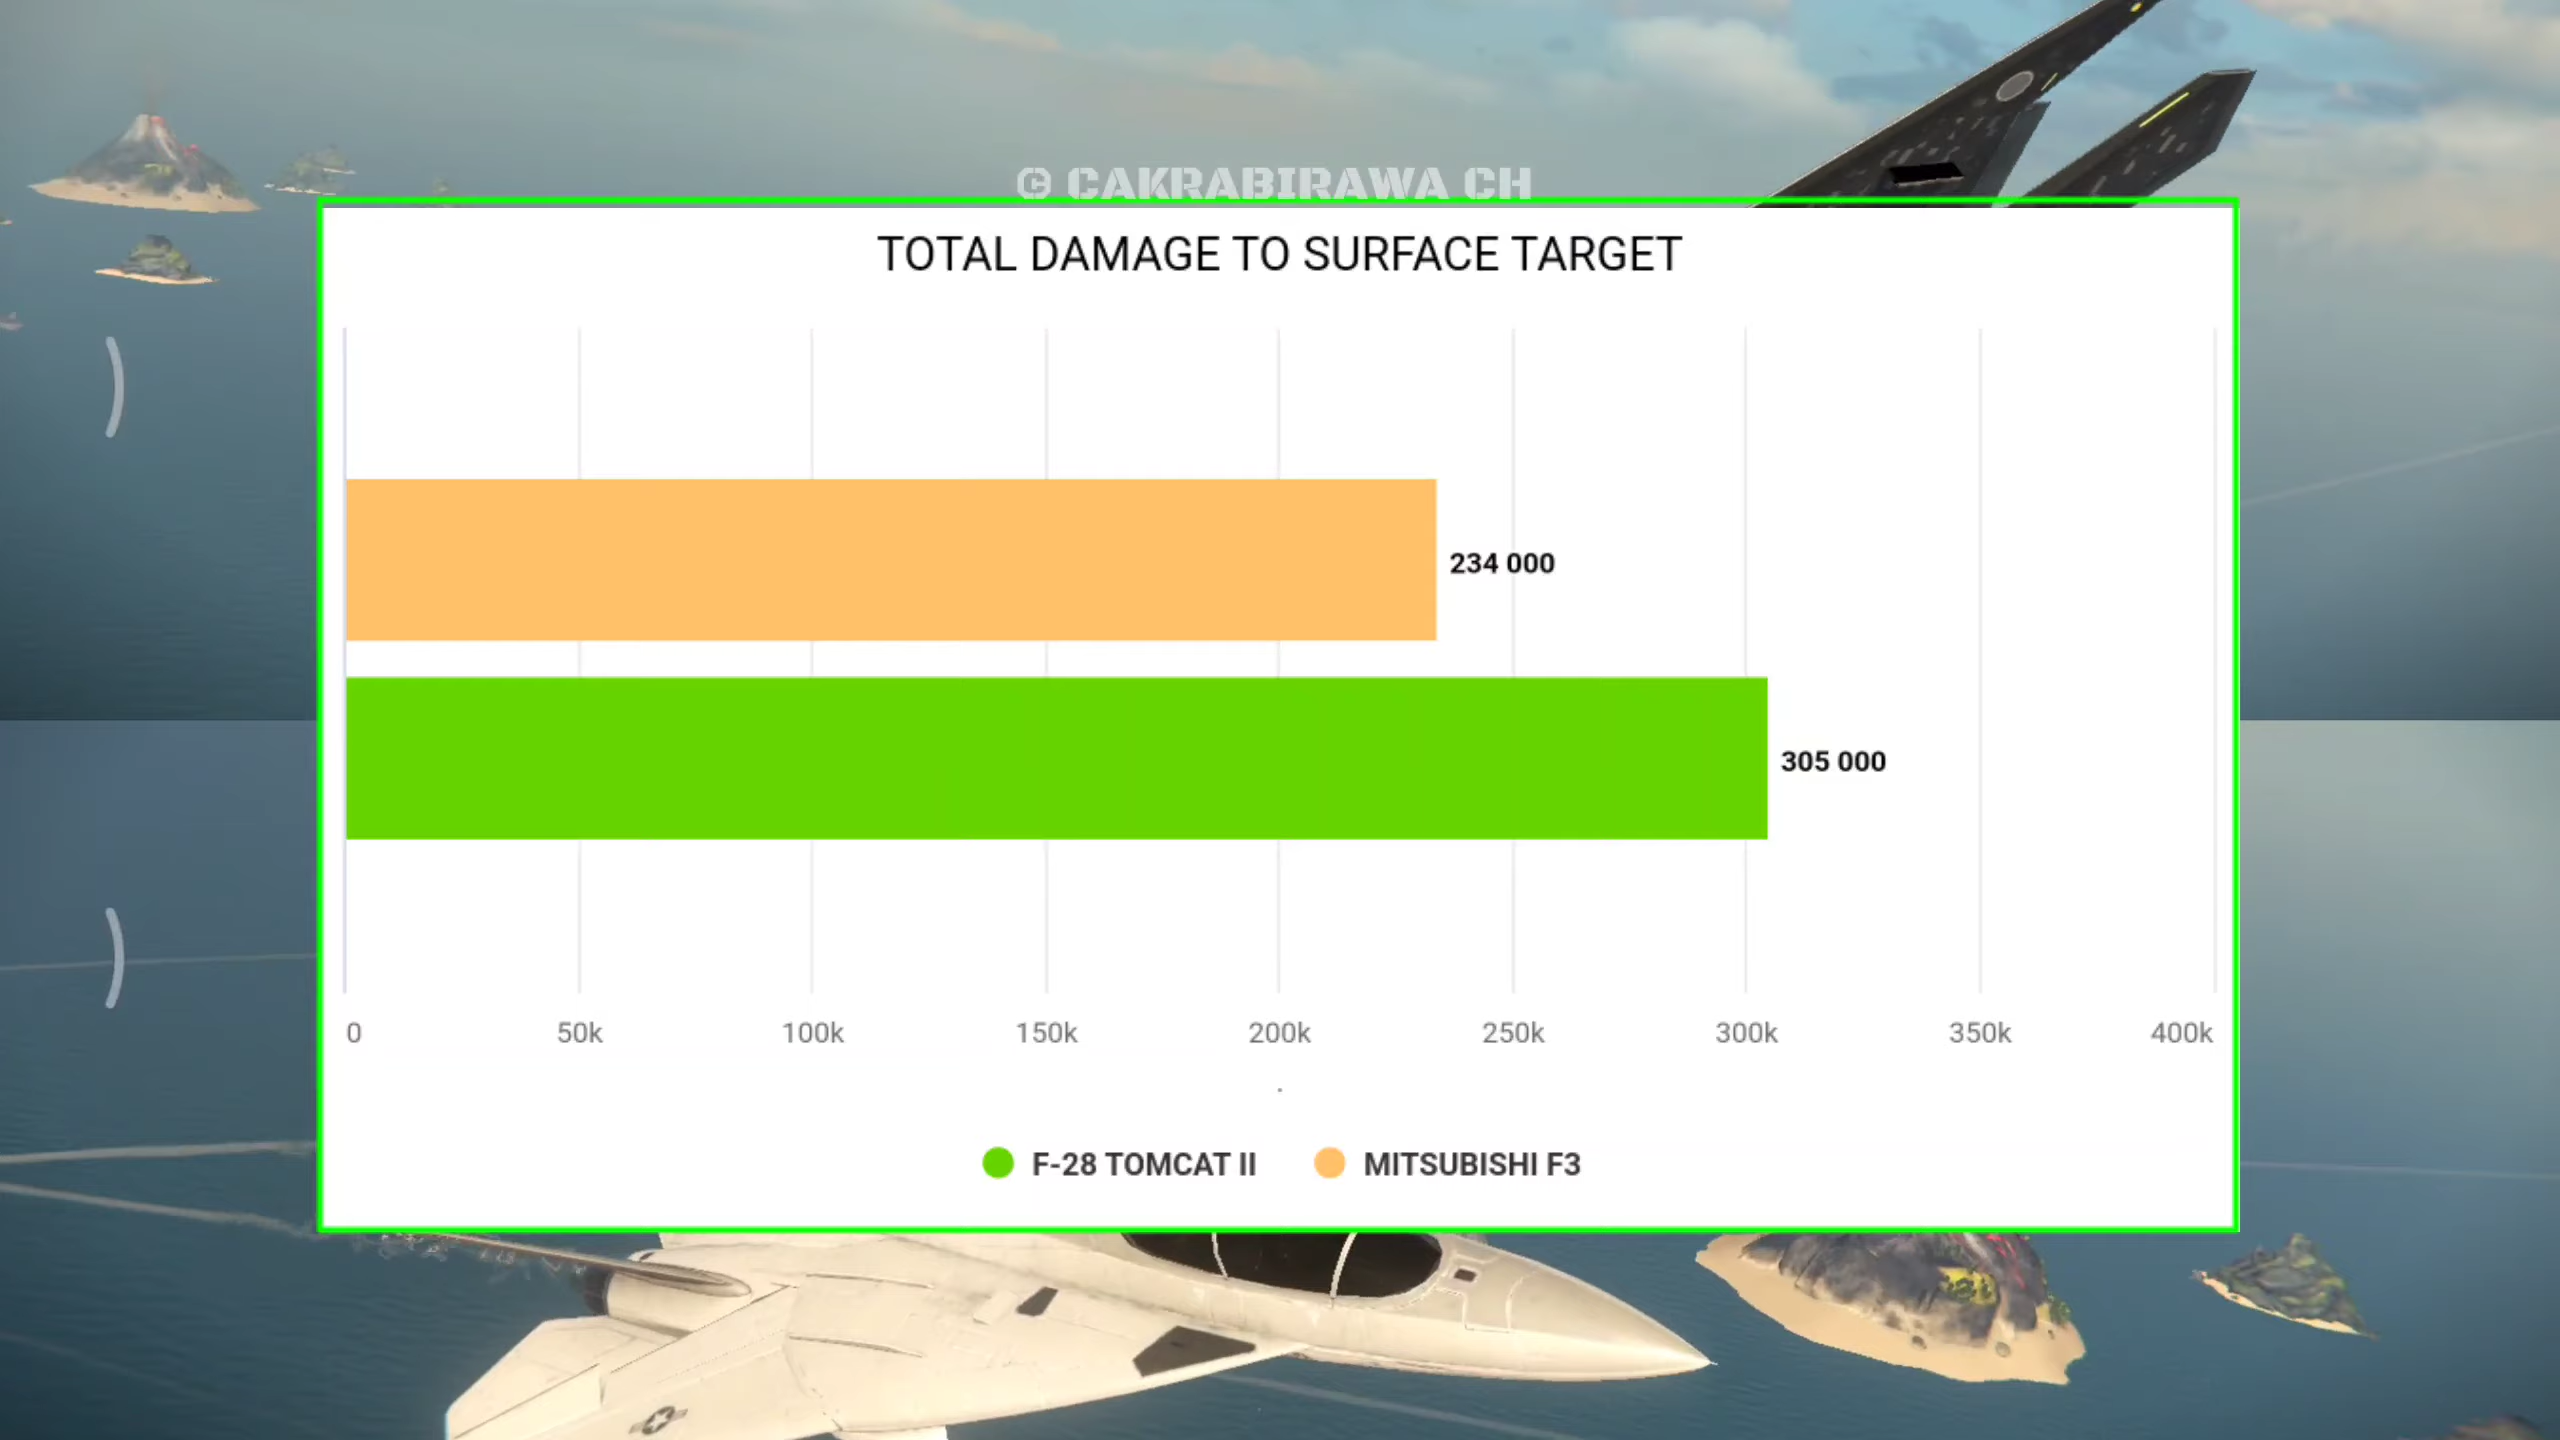 © CAKRABIRAWA CH
TOTAL DAMAGE TO SURFACE TARGET
234 000
305 000
0 50k 100k 150k 200k 250k 300k 350k 400k
F-28 TOMCAT II MITSUBISHI F3